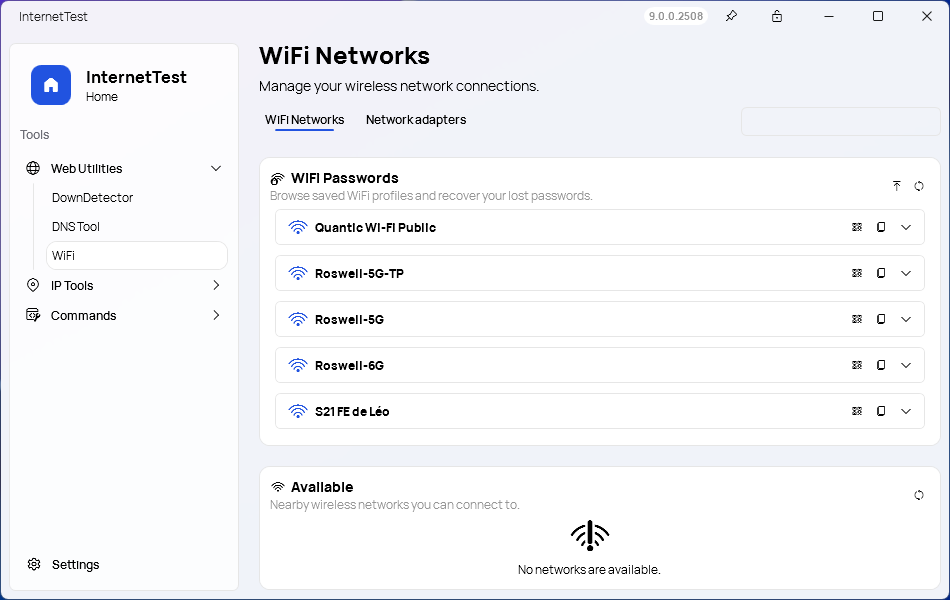 InternetTest
9.0.0.2508
InternetTest
Home
Tools
Web Utilities
DownDetector
DNS Tool
WiFi
IP Tools
Commands
Settings
WiFi Networks
Manage your wireless network connections.
WiFi Networks
Network adapters
WiFi Passwords
Browse saved WiFi profiles and recover your lost passwords.
Quantic Wi-Fi Public
Roswell-5G-TP
Roswell-5G
Roswell-6G
S21 FE de Léo
Available
Nearby wireless networks you can connect to.
No networks are available.